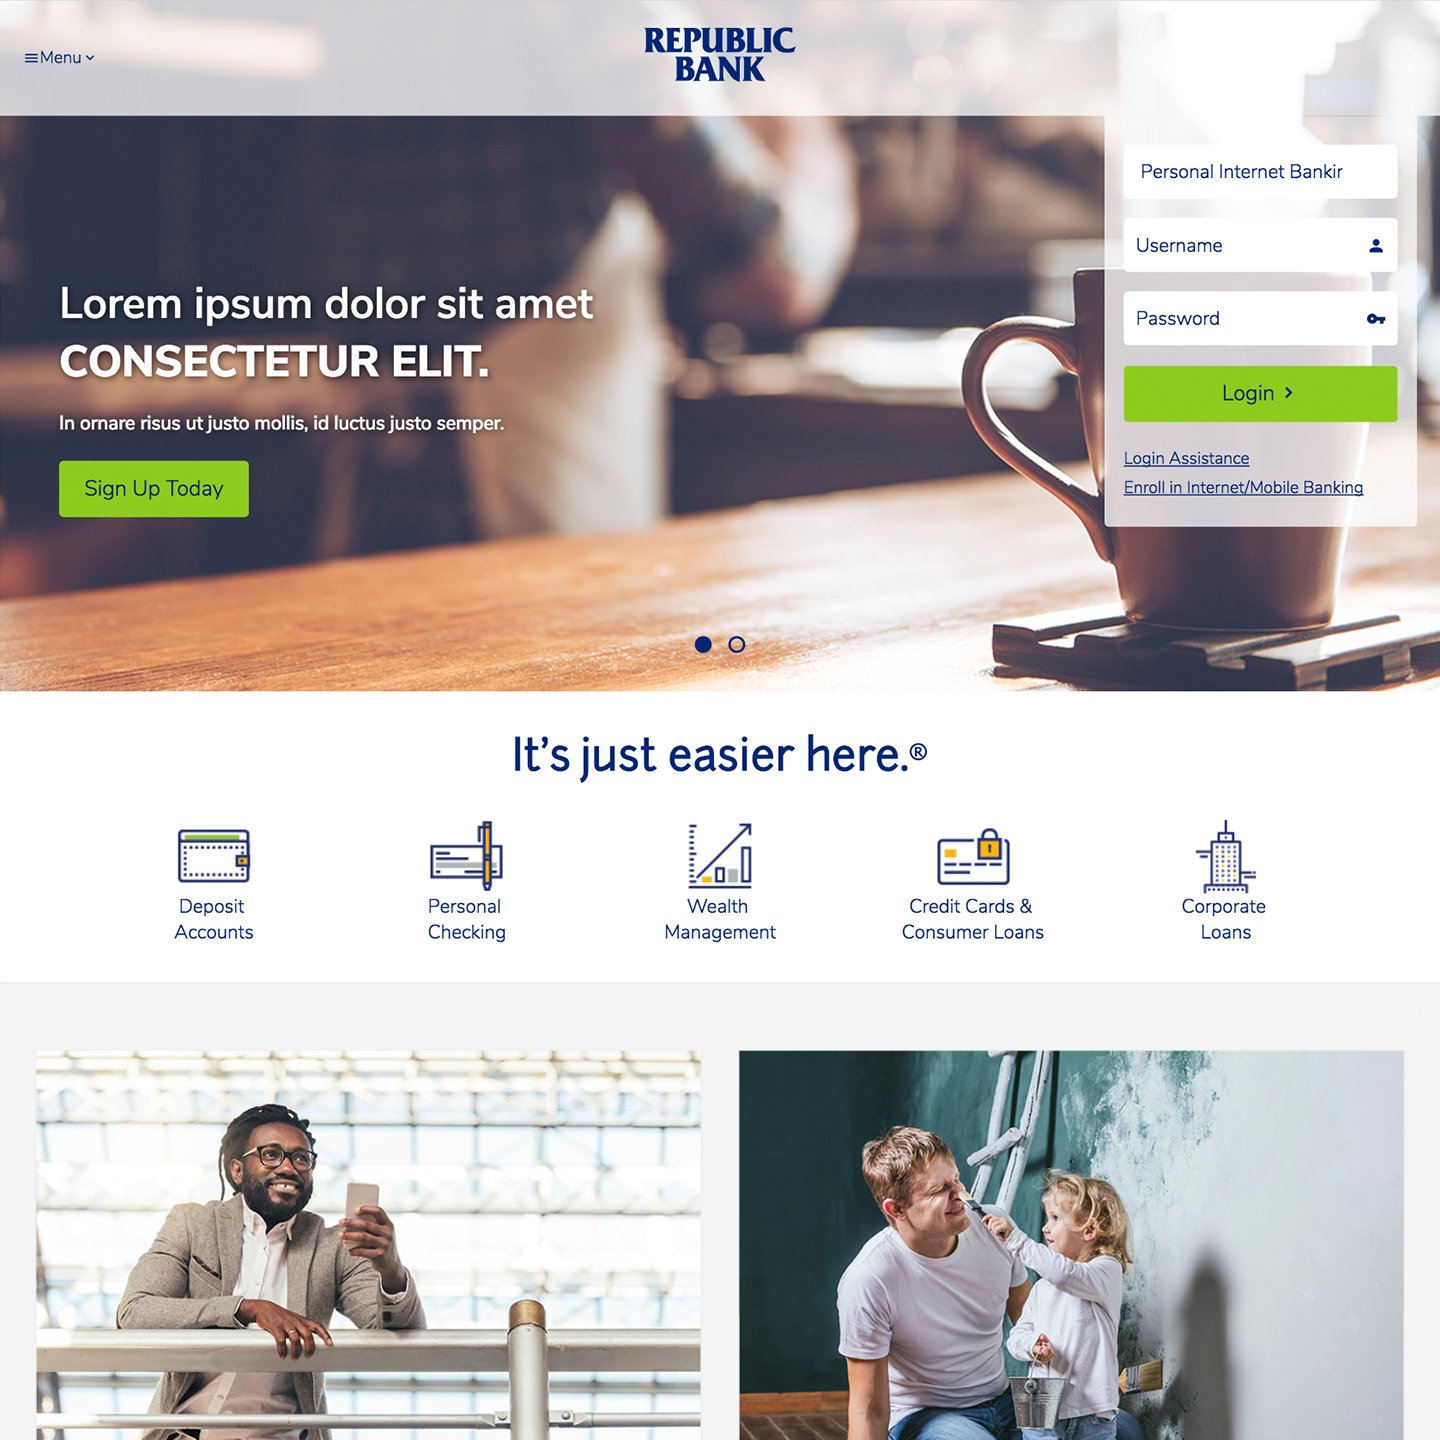 Menu
REPUBLIC
BANK
Personal Internet Bankir
Username
Password
Login
Login Assistance
Enroll in Internet/Mobile Banking
Lorem ipsum dolor sit amet
CONSECTETUR ELIT.
In ornare risus ut justo mollis, id luctus justo semper.
Sign Up Today
It's just easier here.®
Deposit
Accounts
Personal
Checking
Wealth
Management
Credit Cards &
Consumer Loans
Corporate
Loans